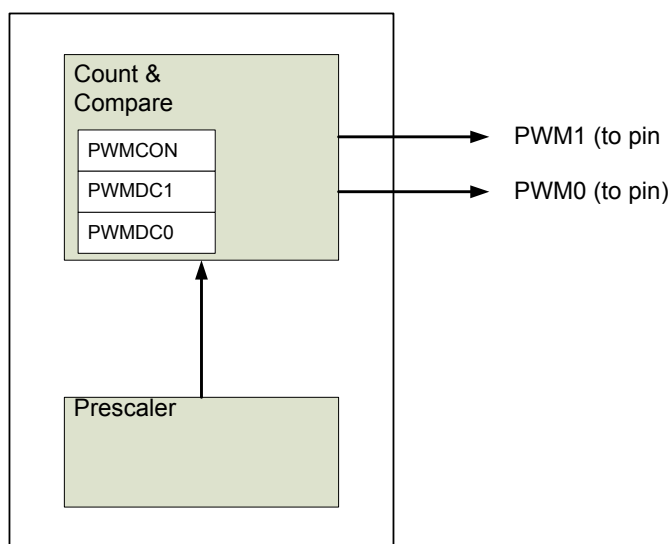 Count &
Compare
PWMCON
PWMDC1
PWMDC0
PWM1 (to pin
PWM0 (to pin)
Prescaler